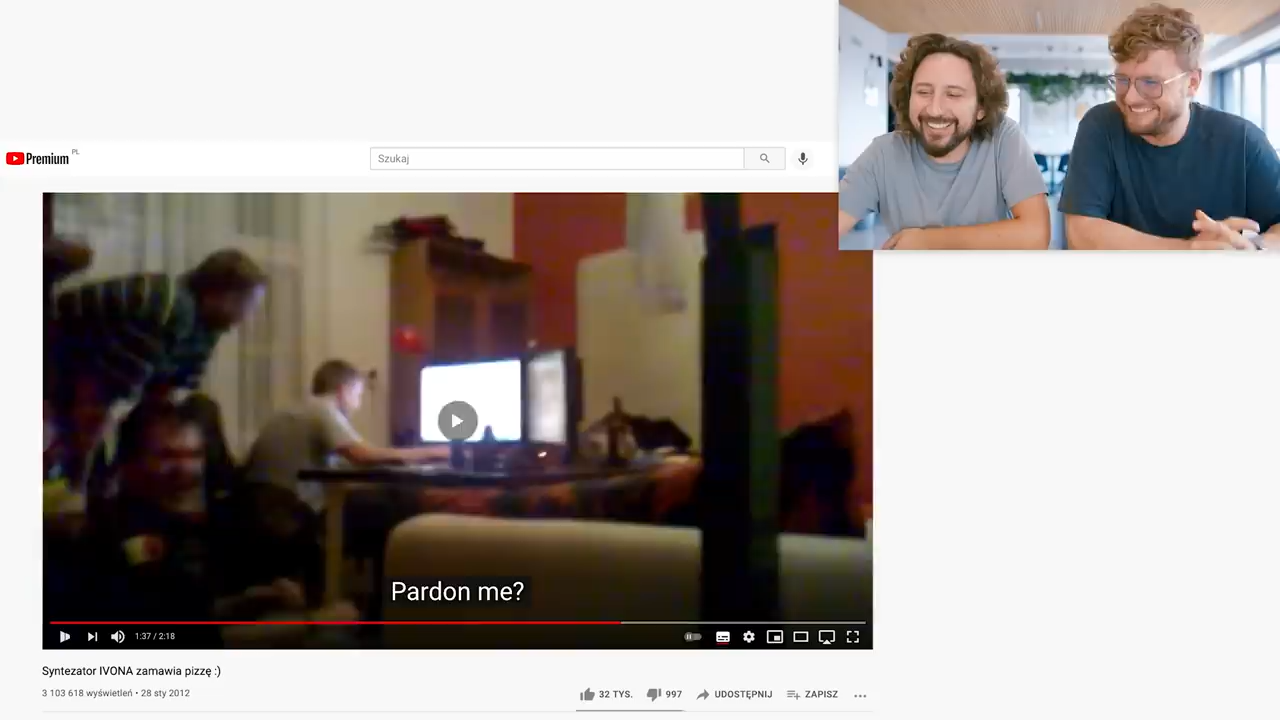 Premium PL
Szukaj
Pardon me?
1:37 / 2:18
Syntezator IVONA zamawia pizzę :)
3 103 618 wyświetleń • 28 sty 2012
32 TYS. 997 UDOSTĘPNIJ ZAPISZ